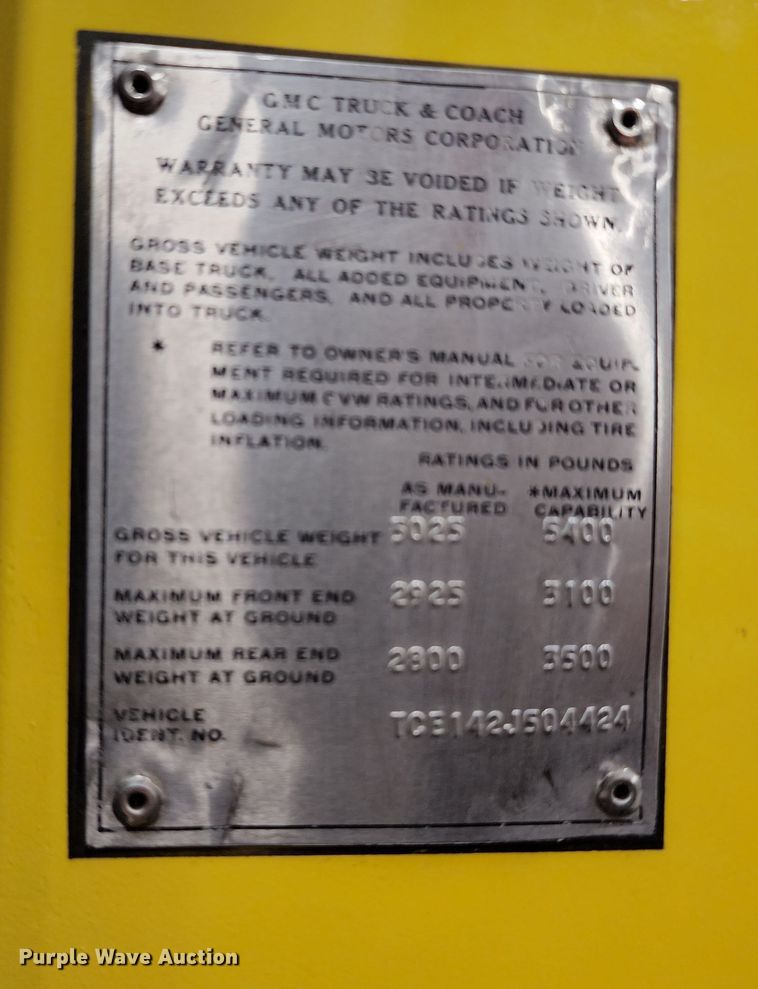 GMC TRUCK & COACH
GENERAL MOTORS CORPORATION
WARRANTY MAY BE VOIDED IF WEIGHT
EXCEEDS ANY OF THE RATINGS SHOWN.
GROSS VEHICLE WEIGHT INCLUDES WEIGHT OF
BASE TRUCK, ALL ADDED EQUIPMENT, DRIVER
AND PASSENGERS, AND ALL PROPERTY LOADED
INTO TRUCK.
* REFER TO OWNER'S MANUAL FOR EQUIP-
MENT REQUIRED FOR INTERMEDIATE OR
MAXIMUM GVW RATINGS, AND FOR OTHER
LOADING INFORMATION, INCLUDING TIRE
INFLATION.
RATINGS IN POUNDS
AS MANU- *MAXIMUM
FACTURED CAPABILITY
GROSS VEHICLE WEIGHT 5025 5400
FOR THIS VEHICLE
MAXIMUM FRONT END 2925 3100
WEIGHT AT GROUND
MAXIMUM REAR END 2800 3500
WEIGHT AT GROUND
VEHICLE
IDENT. NO. TCE142J504424
Purple Wave Auction